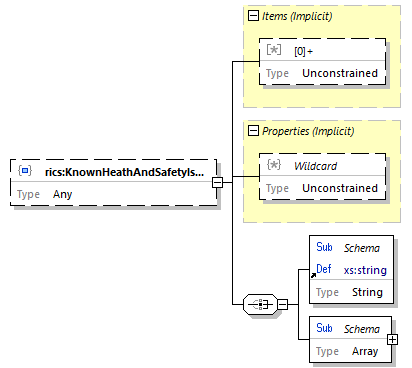 Items (Implicit)
[*] [0]+
Type Unconstrained
Properties (Implicit)
{*} Wildcard
Type Unconstrained
rics:KnownHeathAndSafetyIs...
Type Any
Sub Schema
Def xs:string
Type String
Sub Schema
Type Array